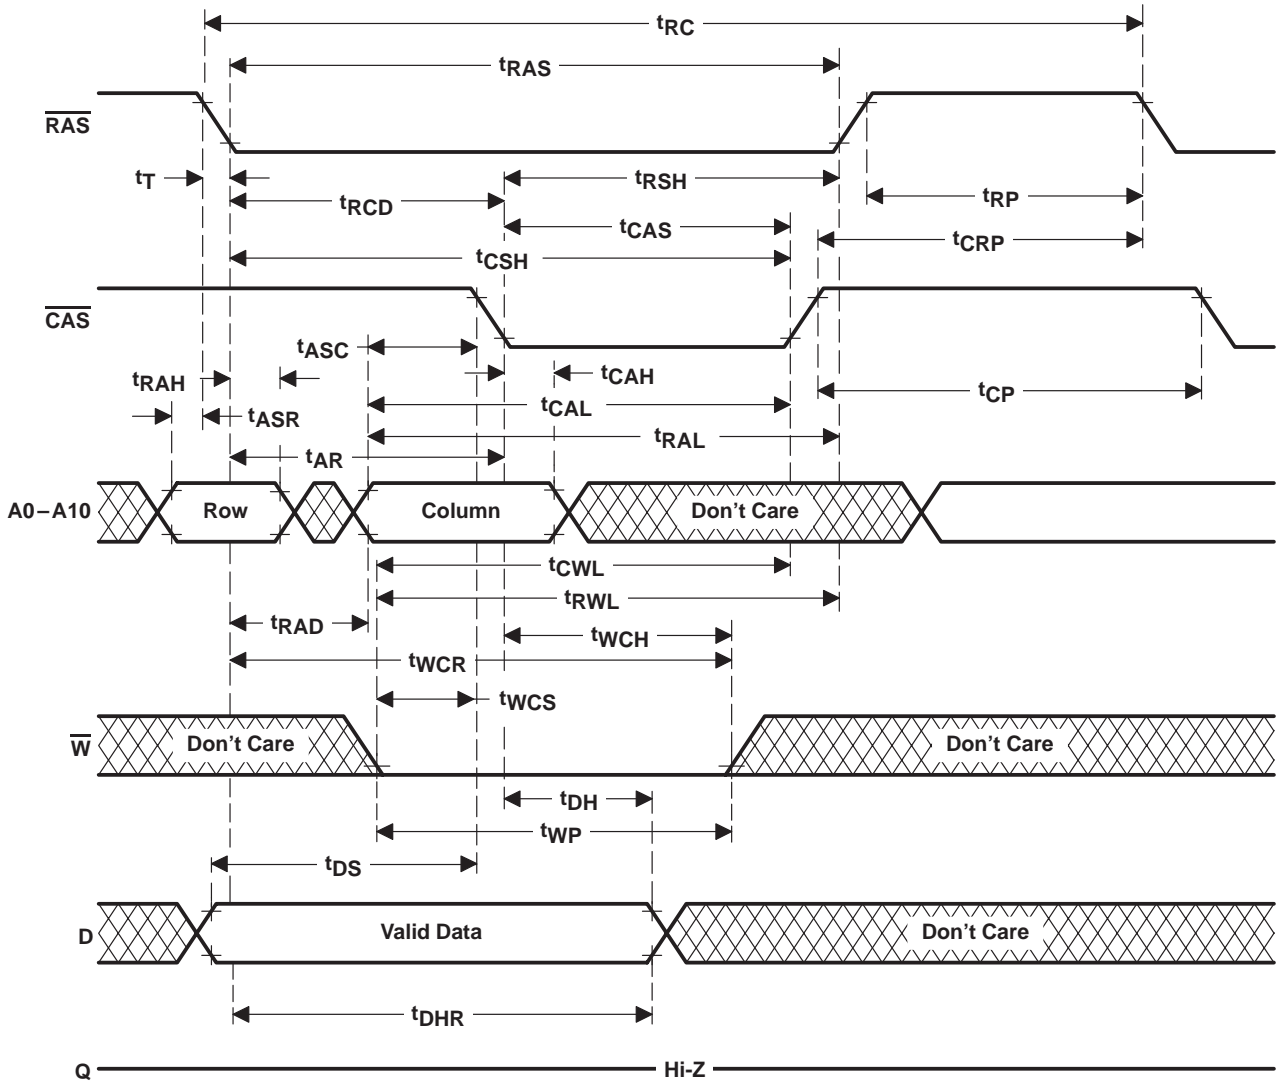 tRC
tRAS
RAS
tT
tRSH
tRCD
tRP
tCAS
tCRP
tCSH
CAS
tASC
tRAH
tCAH
tCP
tCAL
tASR
tRAL
tAR
A0–A10
Row
Column
Don't Care
tCWL
tRWL
tRAD
tWCH
tWCR
tWCS
W
Don't Care
Don't Care
tDH
tWP
tDS
D
Valid Data
Don't Care
tDHR
Q
Hi-Z